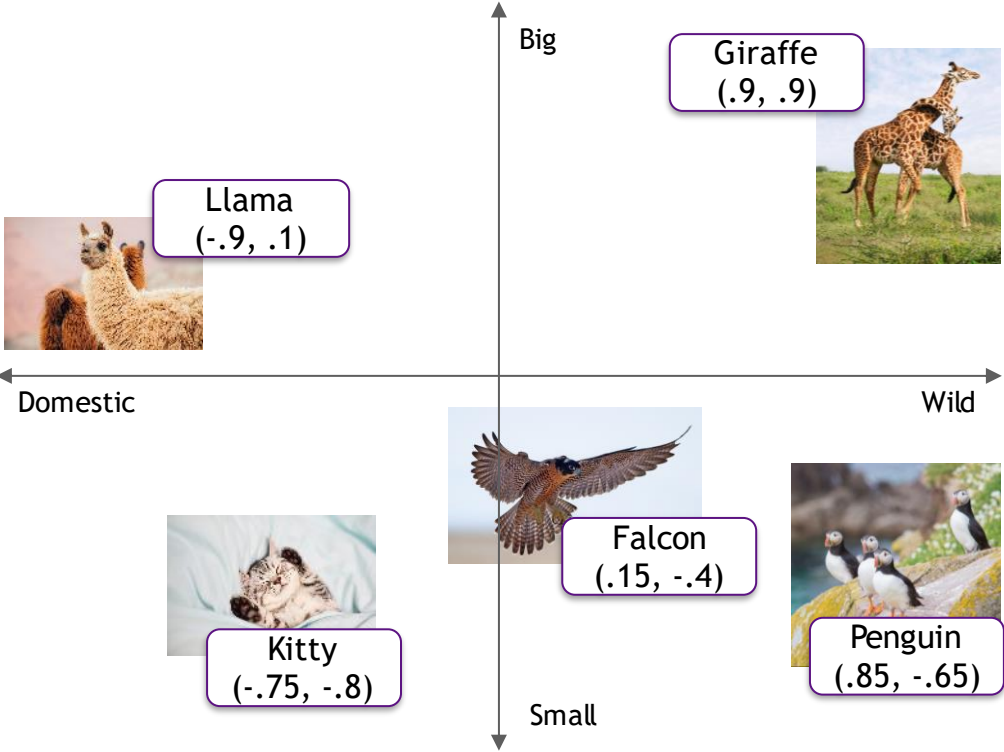 Big
Giraffe
(.9, .9)
Llama
(-.9, .1)
Domestic
Wild
Falcon
(.15, -.4)
Kitty
(-.75, -.8)
Penguin
(.85, -.65)
Small